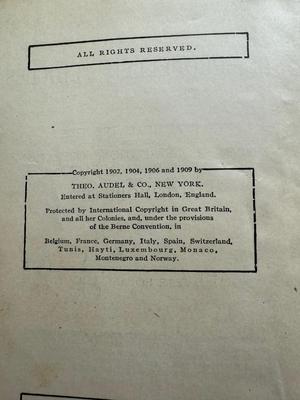 ALL RIGHTS RESERVED.
Copyright 1902, 1904, 1906 and 1909 by
THEO. AUDEL & CO., NEW YORK.
Entered at Stationers Hall, London, England.
Protected by International Copyright in Great Britain,
and all her Colonies, and, under the provisions
of the Berne Convention, in
Belgium, France, Germany, Italy, Spain, Switzerland,
Tunis, Hayti, Luxembourg, Monaco,
Montenegro and Norway.